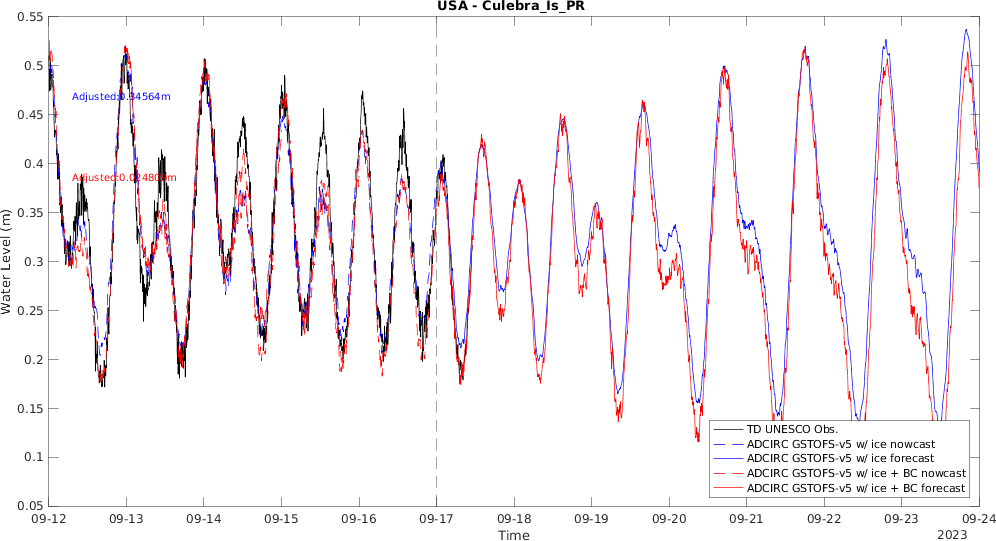 USA - Culebra_Is_PR
0.55
0.5
0.45
0.4
0.35
0.3
0.25
0.2
0.15
0.1
0.05
Water Level (m)
Adjusted:0.34564m
TD UNESCO Obs.
ADCIRC GSTOFS-v5 w/ ice nowcast
ADCIRC GSTOFS-v5 w/ ice forecast
ADCIRC GSTOFS-v5 w/ ice + BC nowcast
ADCIRC GSTOFS-v5 w/ ice + BC forecast
09-12 09-13 09-14 09-15 09-16 09-17 09-18 09-19 09-20 09-21 09-22 09-23 09-24
Time
2023